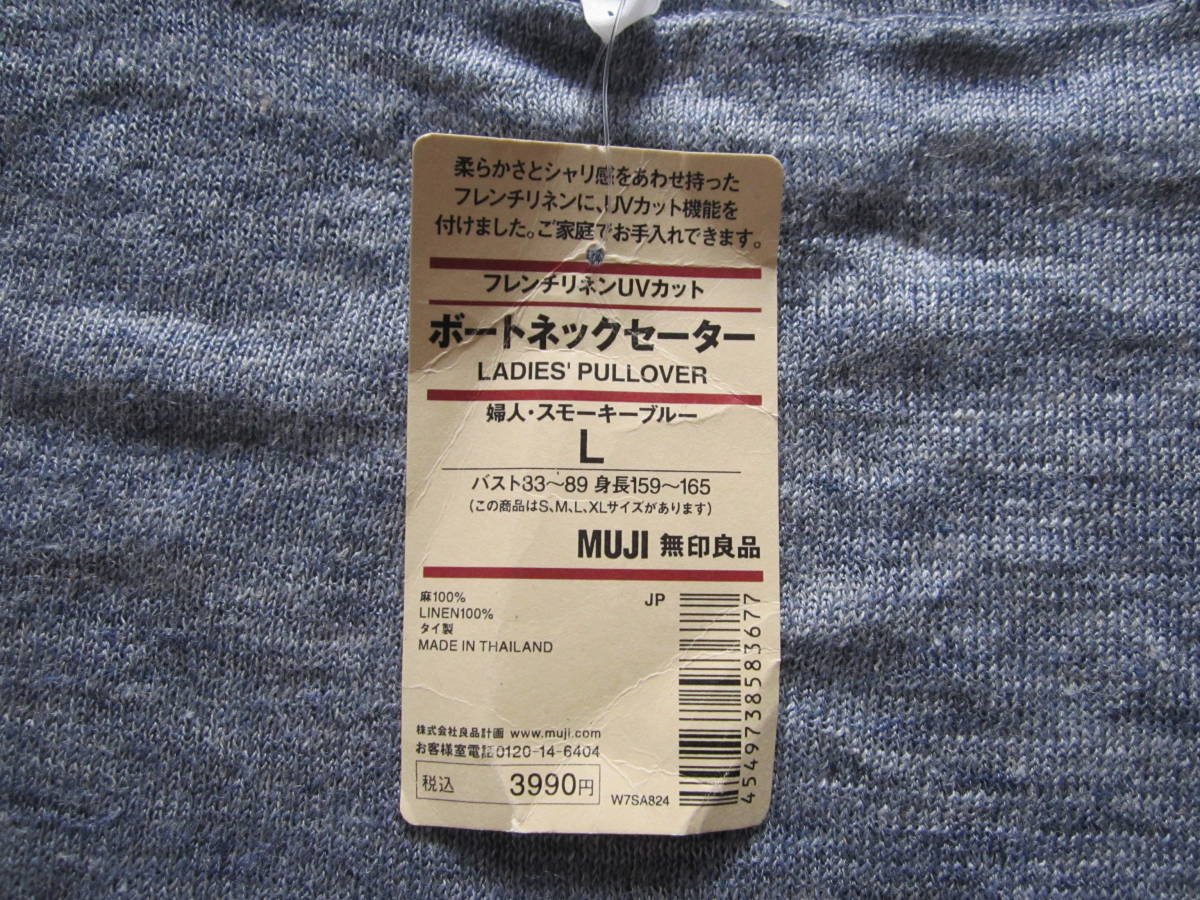 柔らかさとシャリ感をあわせ持った
フレンチリネンに、UVカット機能を
付けました。ご家庭でお手入れできます。
フレンチリネンUVカット
ボートネックセーター
LADIES' PULLOVER
婦人・スモーキーブルー
L
バスト83〜89 身長159〜165
(この商品はS、M、L、XLサイズがあります)
MUJI 無印良品
麻100%
LINEN100%
タイ製
MADE IN THAILAND
JP
4549738583677
株式会社良品計画 www.muji.com
お客様室電話0120-14-6404
税込 3990円
W7SA824